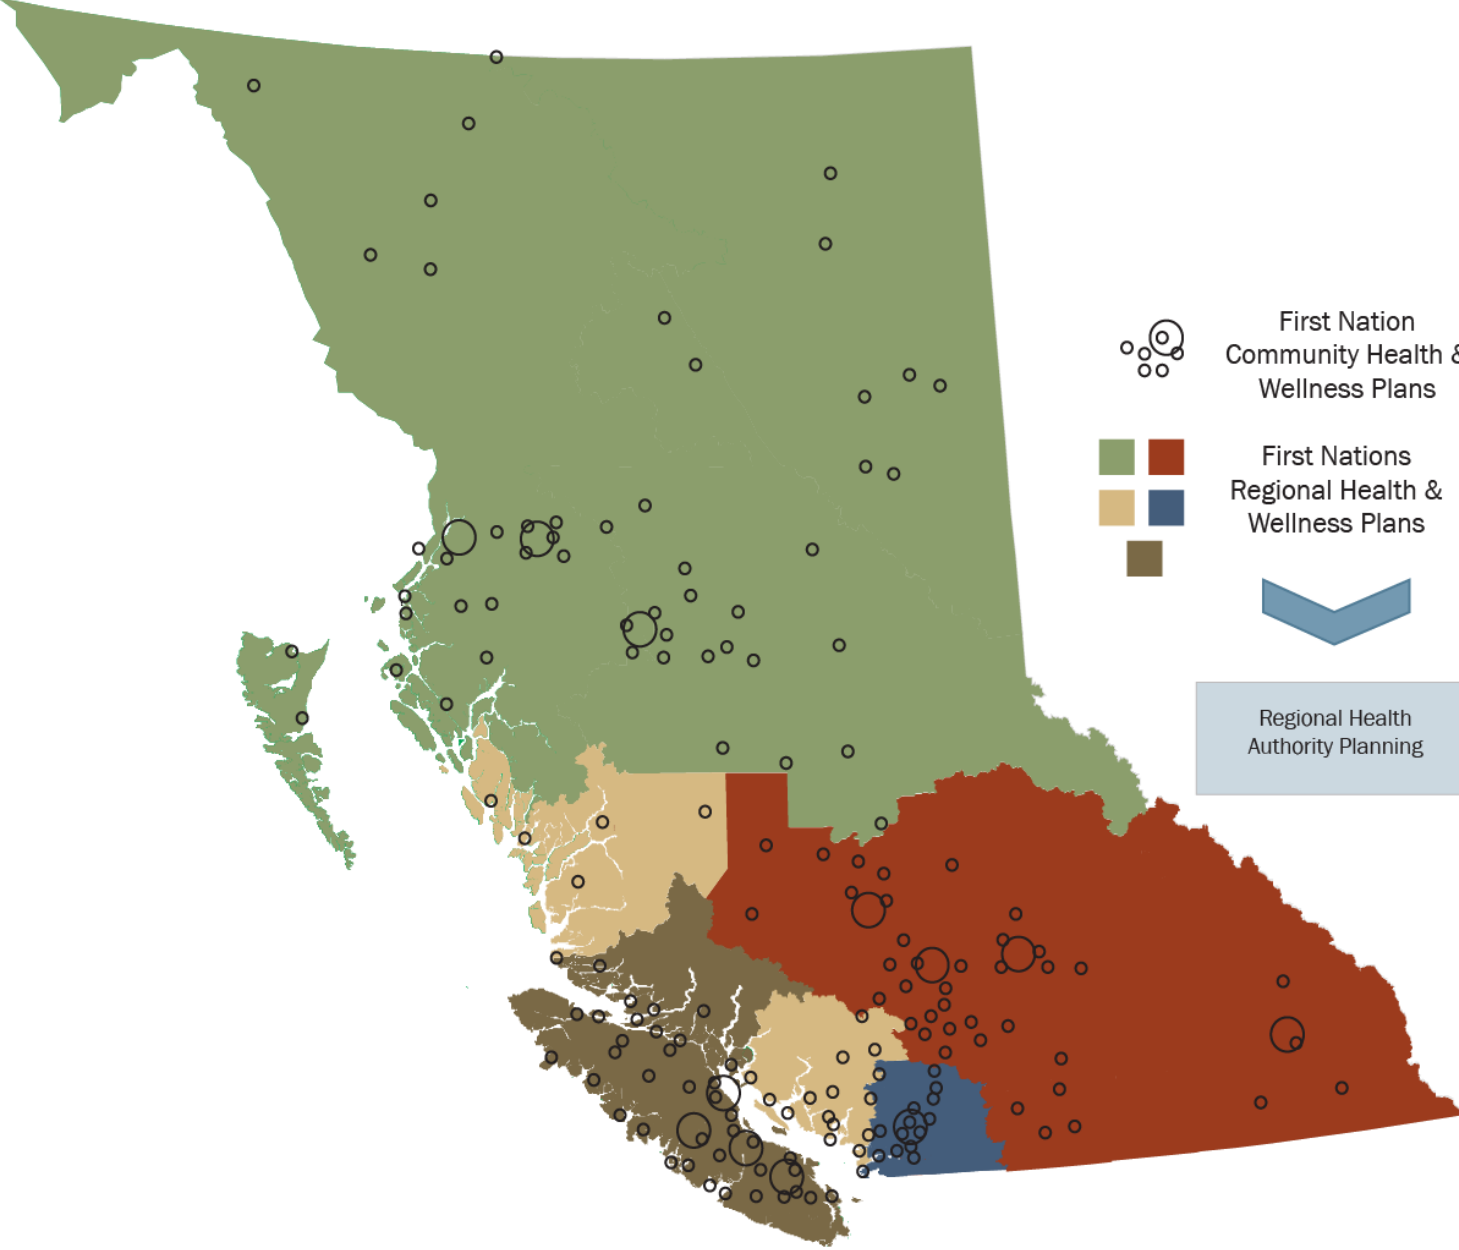 First Nation
Community Health &
Wellness Plans
First Nations
Regional Health &
Wellness Plans
Regional Health
Authority Planning